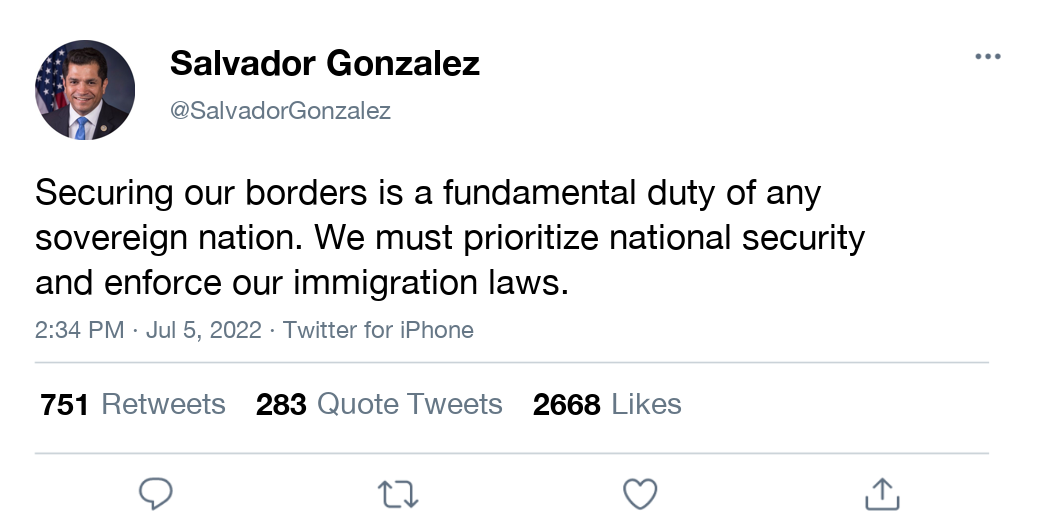 Salvador Gonzalez
@SalvadorGonzalez
Securing our borders is a fundamental duty of any
sovereign nation. We must prioritize national security
and enforce our immigration laws.
2:34 PM · Jul 5, 2022 · Twitter for iPhone
751 Retweets 283 Quote Tweets 2668 Likes